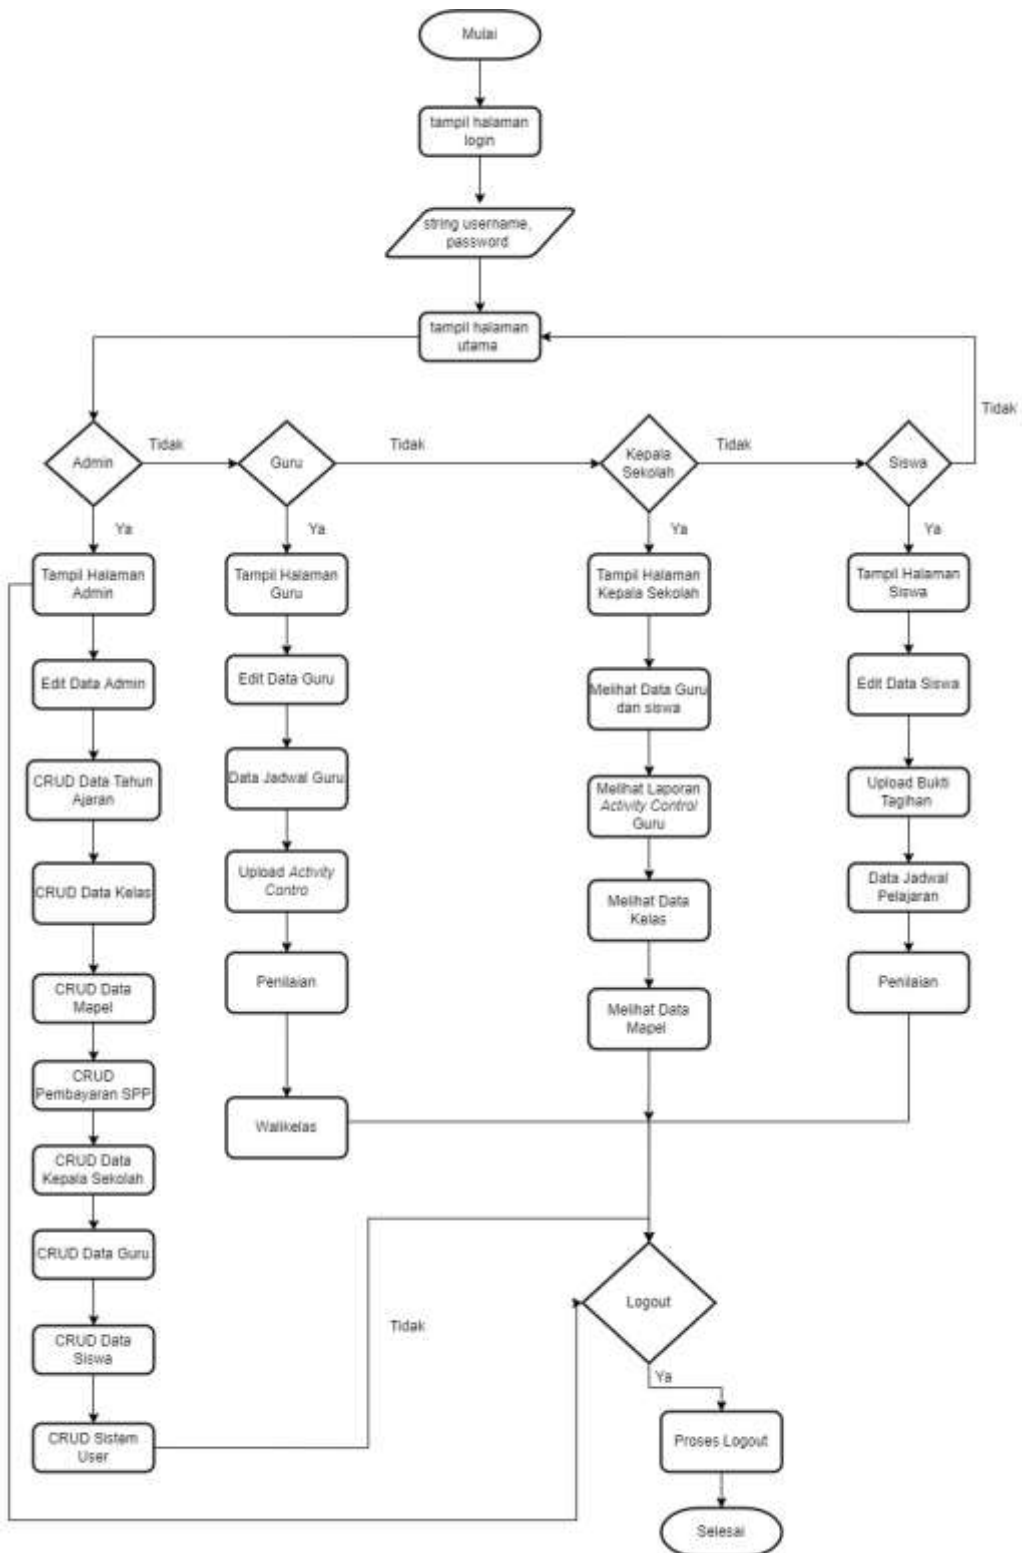 Mulai
tampil halaman
login
string username,
password
tampil halaman
utama
Tidak
Admin
Tidak
Guru
Tidak
Kepala
Sekolah
Tidak
Siswa
Ya
Ya
Ya
Ya
Tampil Halaman
Admin
Tampil Halaman
Guru
Tampil Halaman
Kepala Sekolah
Tampil Halaman
Siswa
Edit Data Admin
Edit Data Guru
Melihat Data Guru
dan siswa
Edit Data Siswa
CRUD Data Tahun
Ajaran
Data Jadwal Guru
Melihat Laporan
Activity Control
Guru
Upload Bukti
Tagihan
CRUD Data Kelas
Upload Activity
Contro
Melihat Data
Kelas
Data Jadwal
Pelajaran
CRUD Data
Mapel
Penilaian
Melihat Data
Mapel
Penilaian
CRUD
Pembayaran SPP
Walikelas
CRUD Data
Kepala Sekolah
CRUD Data Guru
Logout
Tidak
CRUD Data
Siswa
Ya
CRUD Sistem
User
Proses Logout
Selesai